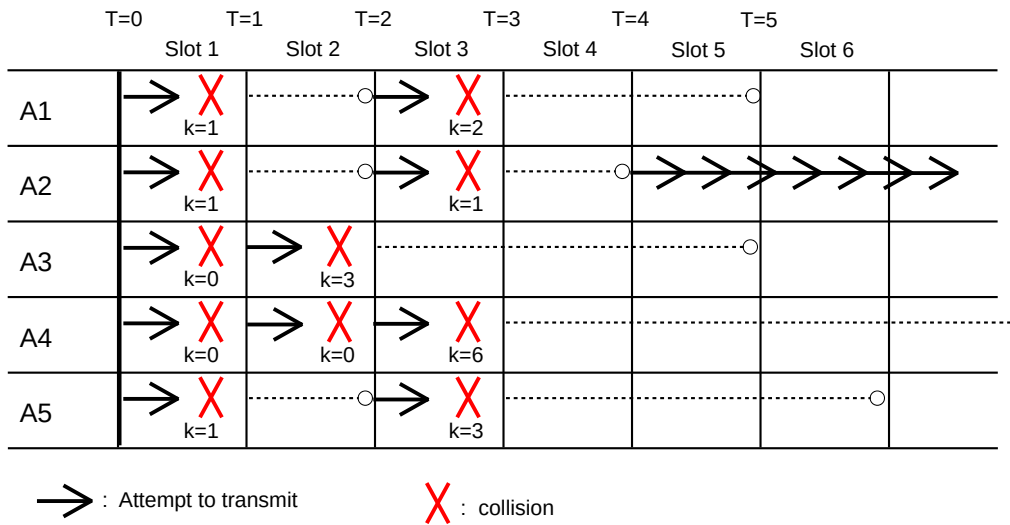 T=0 T=1 T=2 T=3 T=4 T=5
Slot 1 Slot 2 Slot 3 Slot 4 Slot 5 Slot 6
A1
k=1 k=2
A2
k=1 k=1
A3
k=0 k=3
A4
k=0 k=0 k=6
A5
k=1 k=3
: Attempt to transmit
: collision